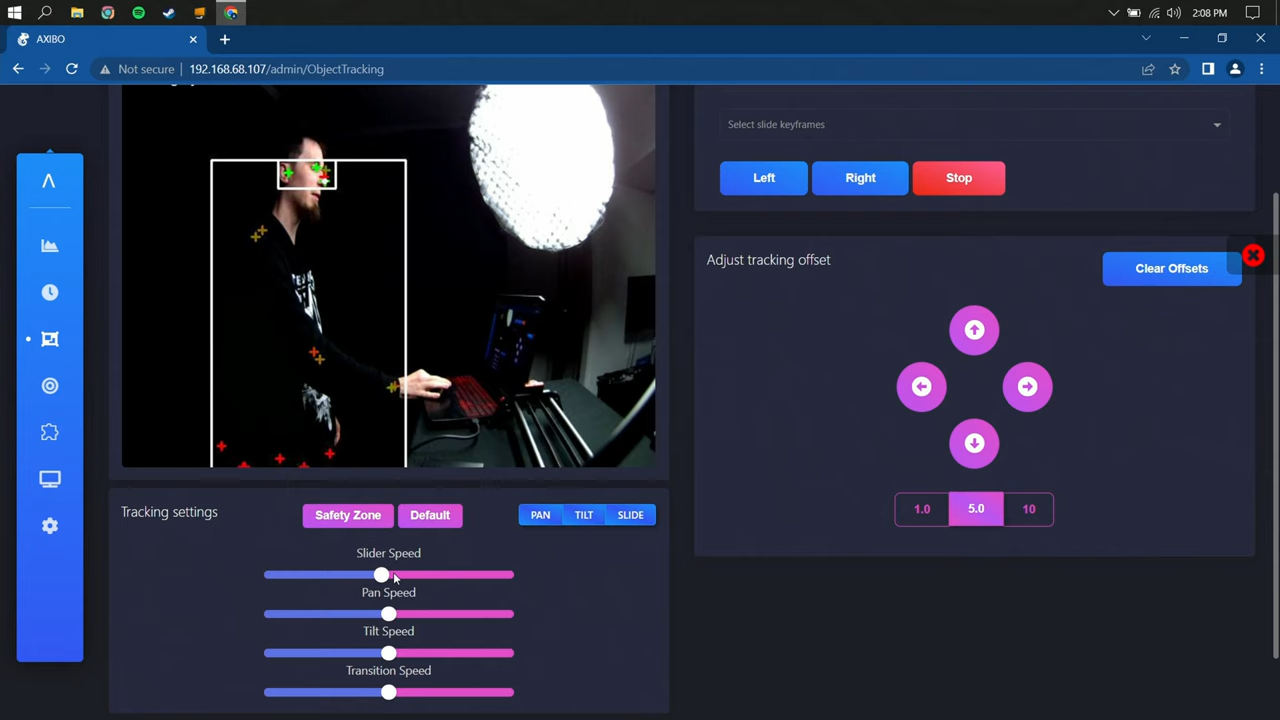 2:08 PM
AXIBO
Not secure
192.168.68.107/admin/ObjectTracking
Select slide keyframes
Left
Right
Stop
Adjust tracking offset
Clear Offsets
1.0
5.0
10
Tracking settings
Safety Zone
Default
PAN
TILT
SLIDE
Slider Speed
Pan Speed
Tilt Speed
Transition Speed